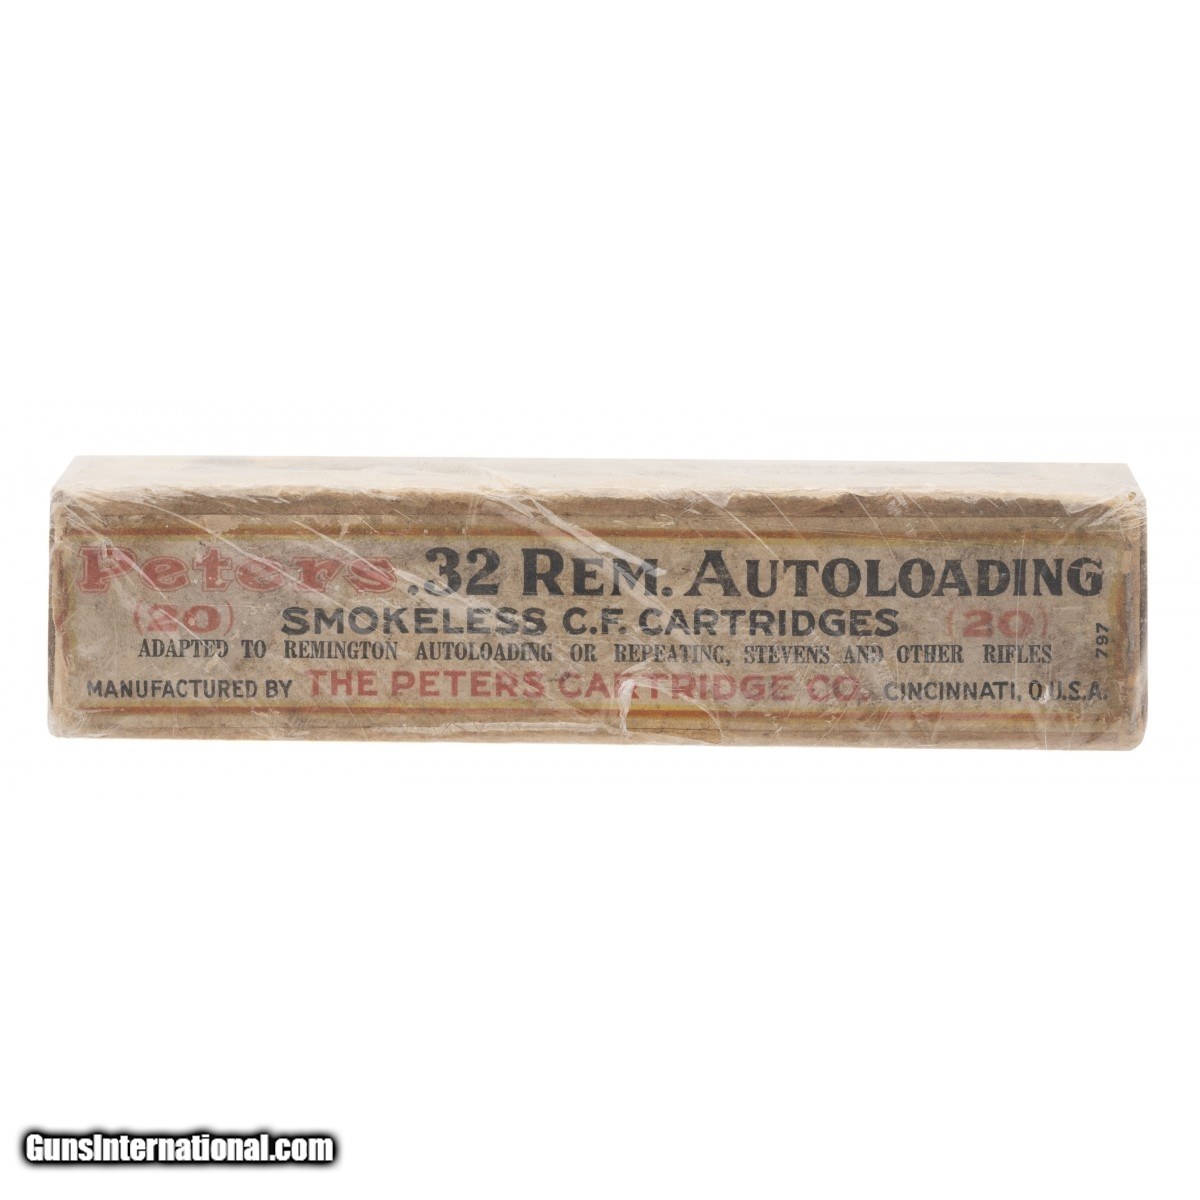 Peters .32 REM. AUTOLOADING
(20) SMOKELESS C.F. CARTRIDGES (20)
ADAPTED TO REMINGTON AUTOLOADING OR REPEATING, STEVENS AND OTHER RIFLES
797
MANUFACTURED BY THE PETERS CARTRIDGE CO. CINCINNATI, O.U.S.A.
GunsInternational.com